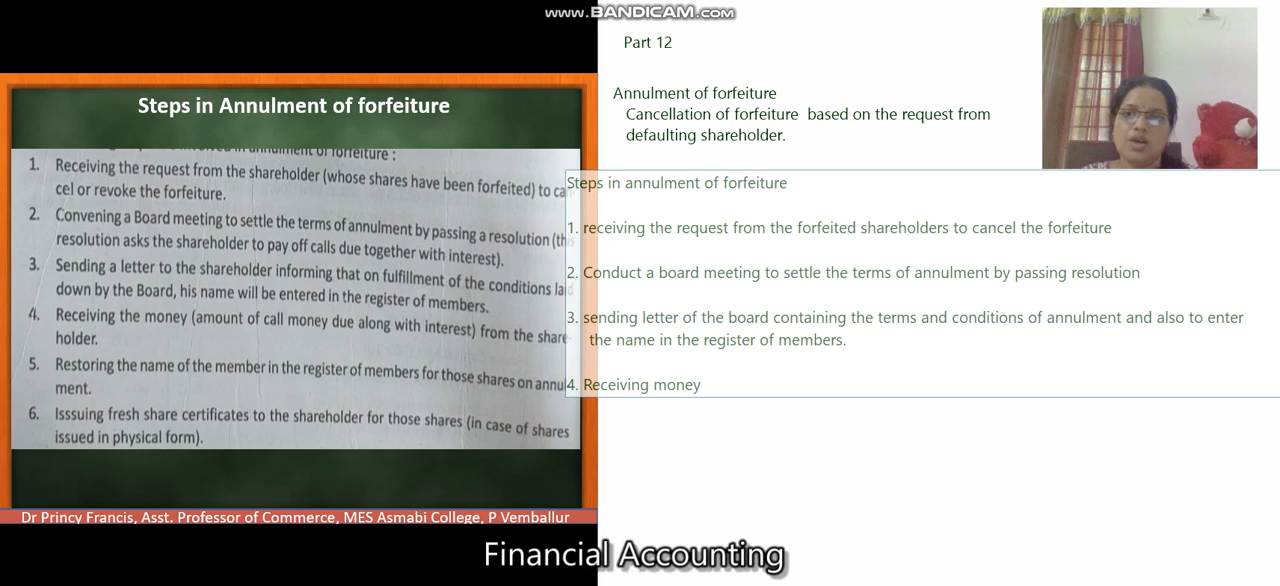 www.BANDICAM.com
Part 12
Annulment of forfeiture
Cancellation of forfeiture based on the request from
defaulting shareholder.
Steps in Annulment of forfeiture
annulment of forfeiture :
1. Receiving the request from the shareholder (whose shares have been forfeited) to
cel or revoke the forfeiture.
2. Convening a Board meeting to settle the terms of annulment by passing a resolution
resolution asks the shareholder to pay off calls due together with interest).
3. Sending a letter to the shareholder informing that on fulfillment of the conditions
down by the Board, his name will be entered in the register of members.
4. Receiving the money (amount of call money due along with interest) from the share-
holder.
5. Restoring the name of the member in the register of members for those shares on
ment.
6. Isssuing fresh share certificates to the shareholder for those shares (in case of shares
issued in physical form).
Dr Princy Francis, Asst. Professor of Commerce, MES Asmabi College, P Vemballur
Steps in annulment of forfeiture
1. receiving the request from the forfeited shareholders to cancel the forfeiture
2. Conduct a board meeting to settle the terms of annulment by passing resolution
3. sending letter of the board containing the terms and conditions of annulment and also to enter
the name in the register of members.
4. Receiving money
Financial Accounting